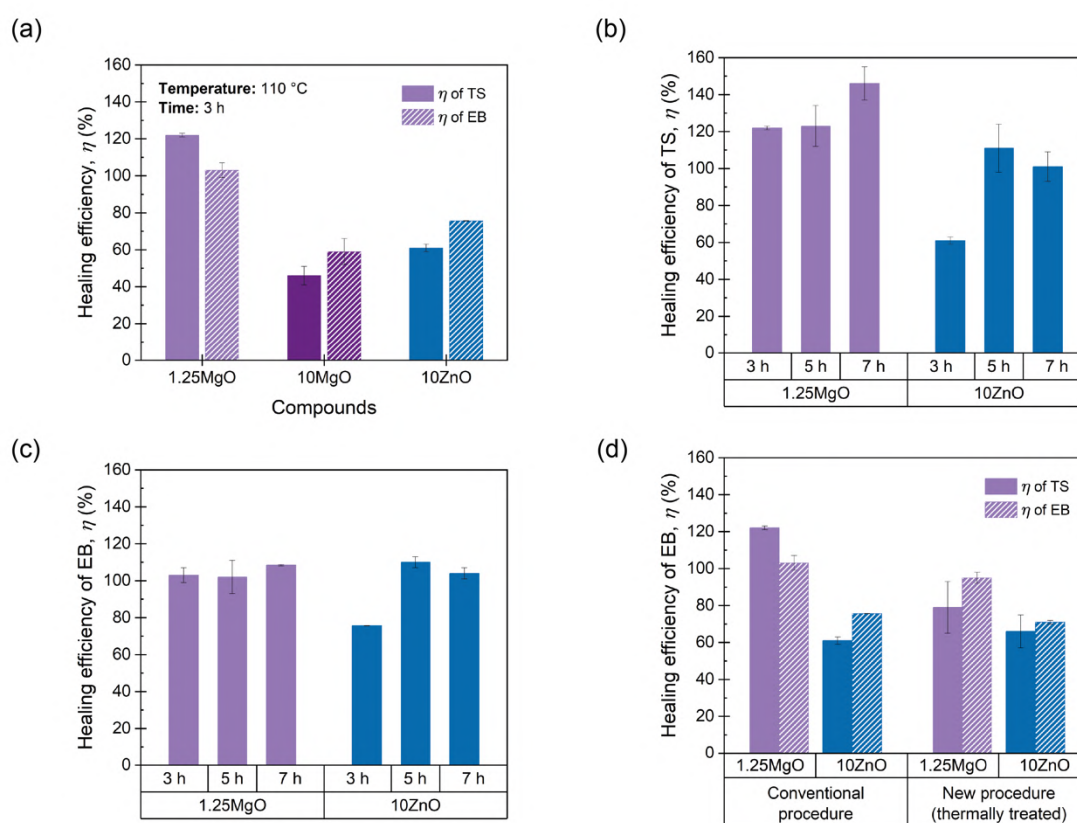 (a)
160
140
120
100
80
60
40
20
0
Healing efficiency, η (%)
Temperature: 110 °C
Time: 3 h
η of TS
η of EB
1.25MgO 10MgO 10ZnO
Compounds
(b)
160
140
120
100
80
60
40
20
0
Healing efficiency of TS, η (%)
3 h 5 h 7 h 3 h 5 h 7 h
1.25MgO 10ZnO
(c)
160
140
120
100
80
60
40
20
0
Healing efficiency of EB, η (%)
3 h 5 h 7 h 3 h 5 h 7 h
1.25MgO 10ZnO
(d)
160
140
120
100
80
60
40
20
0
Healing efficiency of EB, η (%)
η of TS
η of EB
1.25MgO 10ZnO 1.25MgO 10ZnO
Conventional New procedure
procedure (thermally treated)